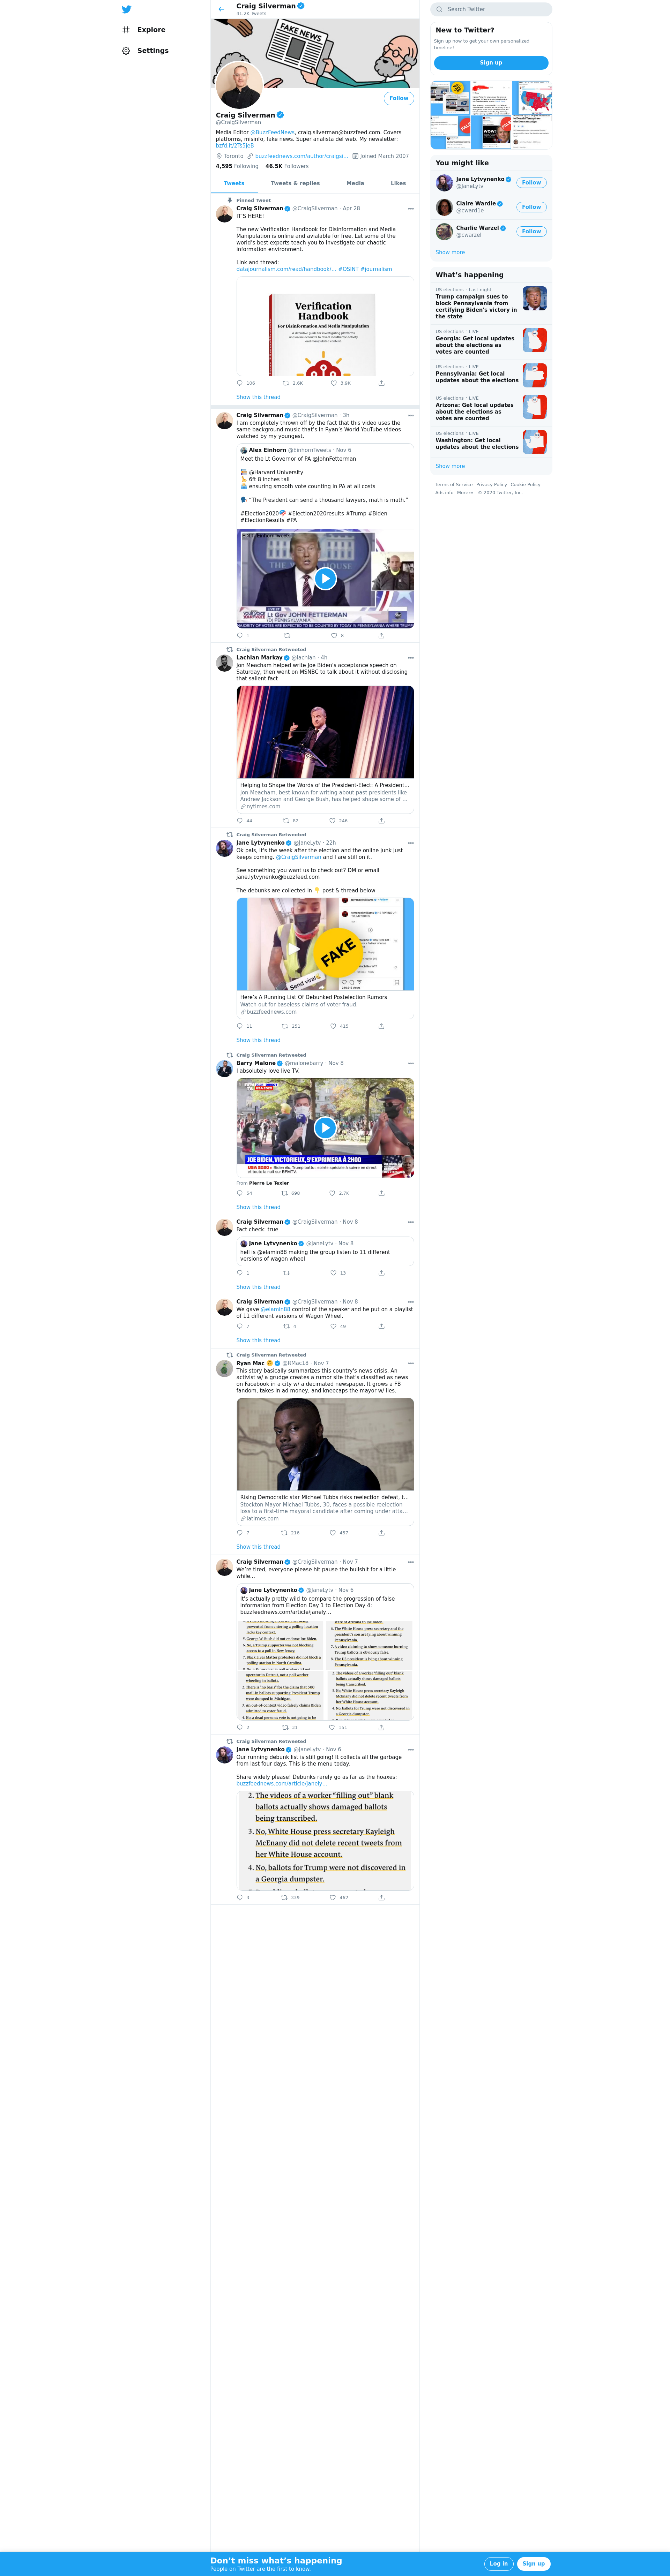 Explore
Settings
Craig Silverman
42.2K Tweets
FAKE NEWS
Follow
Craig Silverman
@CraigSilverman
Media Editor @BuzzFeedNews, craig.silverman@buzzfeed.com. Covers
platforms, misinfo, fake news. Super analista del web. My newsletter:
Toronto
buzzfeednews.com/author/craigsi…
Joined March 2007
4,595 Following 46.5K Followers
Tweets
Tweets & replies
Media
Likes
Pinned Tweet
Craig Silverman @CraigSilverman · Apr 28
IT'S HERE!
The new Verification Handbook for Disinformation and Media
Manipulation is online and avialable for free. Let some of the
world's best experts teach you to investigate our chaotic
information environment.
Link and thread:
datajournalism.com/read/handbook/… #OSINT #journalism
Verification
Handbook
For Disinformation And Media Manipulation
106
2.6K
3.9K
Show this thread
Craig Silverman @CraigSilverman · 3h
I am completely thrown off by the fact that this video uses the
same background music that's in Ryan's World YouTube videos
watched by my youngest.
Alex Einhorn @EinhornTweets · Nov 6
Meet the Lt Governor of PA @JohnFetterman
@Harvard_University
6ft 8 inches tall
ensuring smooth vote counting in PA at all costs
"The President can send a thousand lawyers, math is math."
#Election2020 #Election2020results #Trump #Biden
#ElectionResults #PA
Lt Gov JOHN FETTERMAN
(D) PENNSYLVANIA
1
8
Craig Silverman Retweeted
Lachlan Markay @lachlan · 4h
Jon Meacham helped write Joe Biden's acceptance speech on
Saturday, then went on MSNBC to talk about it without disclosing
that salient fact
Helping to Shape the Words of the President-Elect: A President…
Jon Meacham, best known for writing about past presidents like
Andrew Jackson and George Bush, has helped shape some of …
nytimes.com
44
82
246
Craig Silverman Retweeted
Jane Lytvynenko @JaneLytv · 22h
Ok pals, it's the week after the election and the online junk just
keeps coming. @CraigSilverman and I are still on it.
See something you want us to check out? DM or email
jane.lytvynenko@buzzfeed.com
The debunks are collected in post & thread below
FAKE
Send viral
Here's A Running List Of Debunked Postelection Rumors
Watch out for baseless claims of voter fraud.
buzzfeednews.com
11
251
415
Show this thread
Craig Silverman Retweeted
Barry Malone @malonebarry · Nov 8
I absolutely love live TV.
JOE BIDEN, VICTORIEUX, S'EXPRIMERA À 2H00
From Pierre Le Texier
54
698
2.7K
Show this thread
Craig Silverman @CraigSilverman · Nov 8
Fact check: true
Jane Lytvynenko @JaneLytv · Nov 8
hell is @elamin88 making the group listen to 11 different
versions of wagon wheel
1
13
Show this thread
Craig Silverman @CraigSilverman · Nov 8
We gave @elamin88 control of the speaker and he put on a playlist
of 11 different versions of Wagon Wheel.
7
4
49
Show this thread
Craig Silverman Retweeted
Ryan Mac @RMac18 · Nov 7
This story basically summarizes this country's news crisis. An
activist w/ a grudge creates a rumor site that's classified as news
on Facebook in a city w/ a decimated newspaper. It grows a FB
fandom, takes in ad money, and kneecaps the mayor w/ lies.
Rising Democratic star Michael Tubbs risks reelection defeat, t…
Stockton Mayor Michael Tubbs, 30, faces a possible reelection
loss to a first-time mayoral candidate after coming under atta…
latimes.com
7
216
457
Show this thread
Craig Silverman @CraigSilverman · Nov 7
We're tired, everyone please hit pause the bullshit for a little
while…
Jane Lytvynenko @JaneLytv · Nov 6
It's actually pretty wild to compare the progression of false
information from Election Day 1 to Election Day 4:
buzzfeednews.com/article/janely…
2
31
151
Craig Silverman Retweeted
Jane Lytvynenko @JaneLytv · Nov 6
Our running debunk list is still going! It collects all the garbage
from last four days. This is the menu today.
Share widely please! Debunks rarely go as far as the hoaxes:
buzzfeednews.com/article/janely…
2. The videos of a worker "filling out" blank
ballots actually shows damaged ballots
being transcribed.
3. No, White House press secretary Kayleigh
McEnany did not delete recent tweets from
her White House account.
4. No, ballots for Trump were not discovered in
a Georgia dumpster.
3
339
462
Search Twitter
New to Twitter?
Sign up now to get your own personalized
timeline!
Sign up
You might like
Jane Lytvynenko
@JaneLytv
Follow
Claire Wardle
@cward1e
Follow
Charlie Warzel
@cwarzel
Follow
Show more
What's happening
US elections · Last night
Trump campaign sues to
block Pennsylvania from
certifying Biden's victory in
the state
US elections · LIVE
Georgia: Get local updates
about the elections as
votes are counted
US elections · LIVE
Pennsylvania: Get local
updates about the elections
US elections · LIVE
Arizona: Get local updates
about the elections as
votes are counted
US elections · LIVE
Washington: Get local
updates about the elections
Show more
Terms of Service Privacy Policy Cookie Policy
Ads info More © 2020 Twitter, Inc.
Don't miss what's happening
People on Twitter are the first to know.
Log in
Sign up